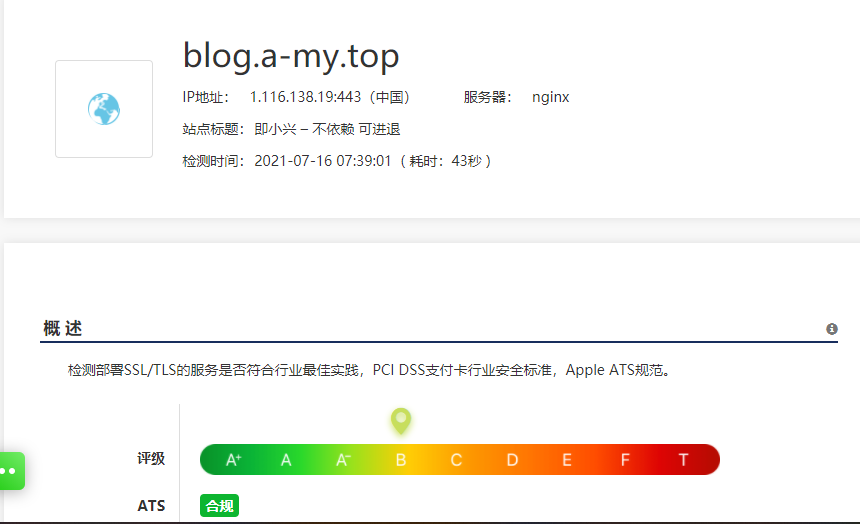 blog.a-my.top
IP地址： 1.116.138.19:443（中国） 服务器： nginx
站点标题： 即小兴 – 不依赖 可进退
检测时间： 2021-07-16 07:39:01（ 耗时：43秒 ）
概 述
检测部署SSL/TLS的服务是否符合行业最佳实践，PCI DSS支付卡行业安全标准，Apple ATS规范。
评级 A+ A A- B C D E F T
ATS 合规